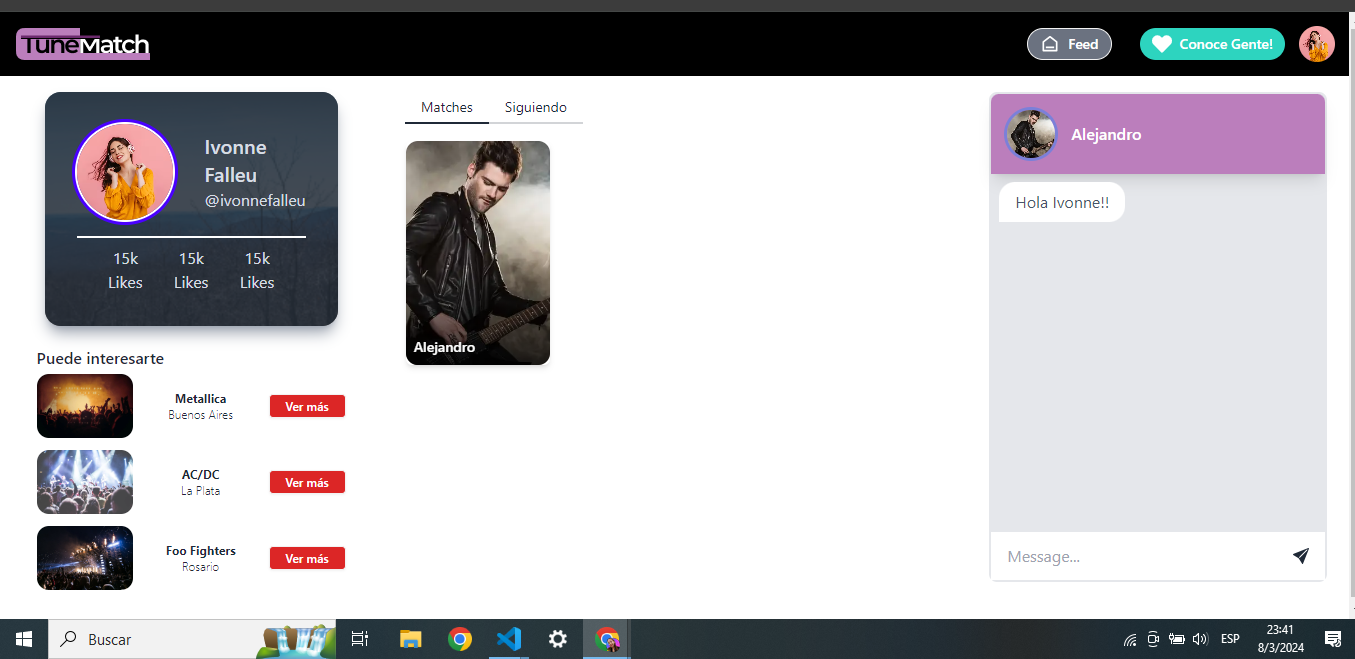 TuneMatch
Feed
Conoce Gente!
Ivonne
Falleu
@ivonnefalleu
15k 15k 15k
Likes Likes Likes
Puede interesarte
Metallica
Buenos Aires
Ver más
AC/DC
La Plata
Ver más
Foo Fighters
Rosario
Ver más
Matches Siguiendo
Alejandro
Alejandro
Hola Ivonne!!
Message...
Buscar
ESP
23:41
8/3/2024